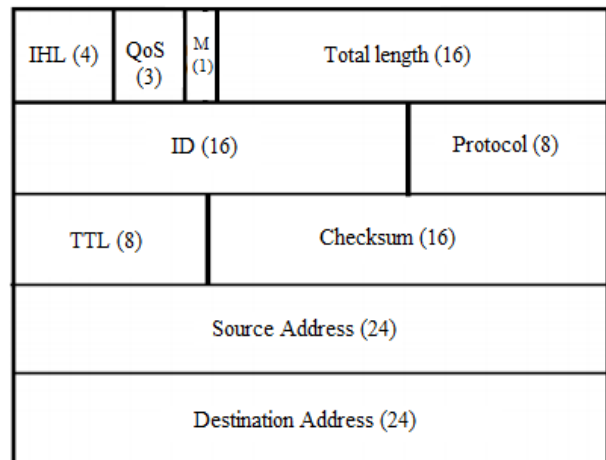 IHL (4) QoS (3) M (1) Total length (16)
ID (16) Protocol (8)
TTL (8) Checksum (16)
Source Address (24)
Destination Address (24)